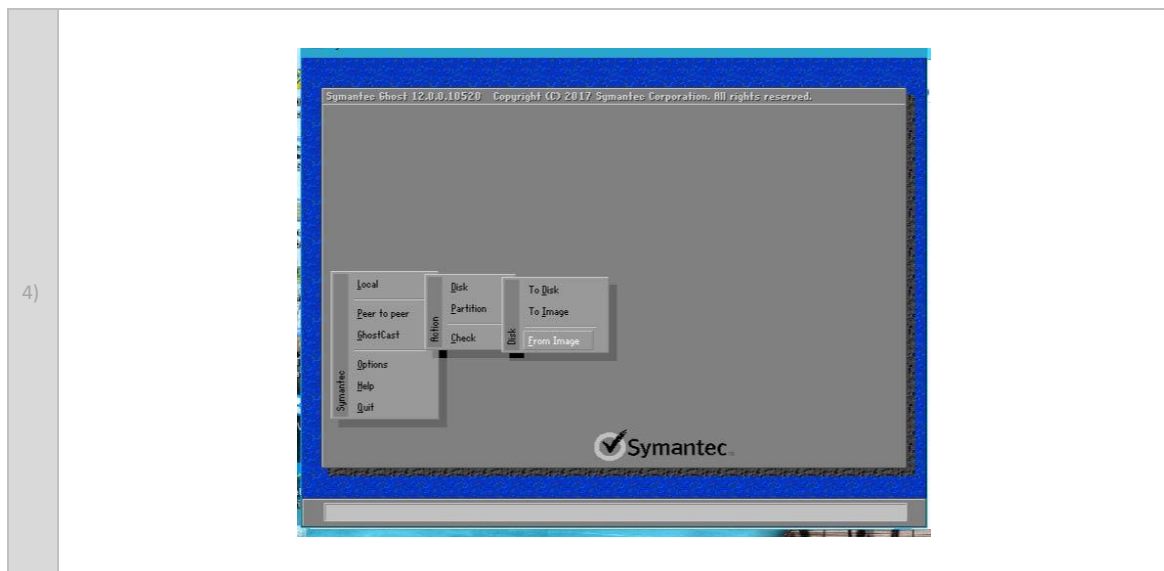 4)
Symantec Ghost 12.0.0.10520 Copyright (C) 2017 Symantec Corporation. All rights reserved.
Symantec
Local
Peer to peer
GhostCast
Options
Help
Quit
Action
Disk
Partition
Check
Disk
To Disk
To Image
From Image
Symantec